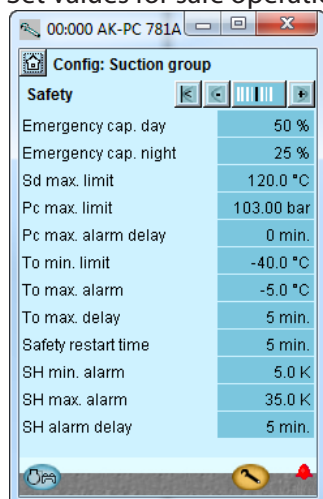 Set values for safe operati
00:000 AK-PC 781A
Config: Suction group
Safety
Emergency cap. day 50 %
Emergency cap. night 25 %
Sd max. limit 120.0 °C
Pc max. limit 103.00 bar
Pc max. alarm delay 0 min.
To min. limit -40.0 °C
To max. alarm -5.0 °C
To max. delay 5 min.
Safety restart time 5 min.
SH min. alarm 5.0 K
SH max. alarm 35.0 K
SH alarm delay 5 min.